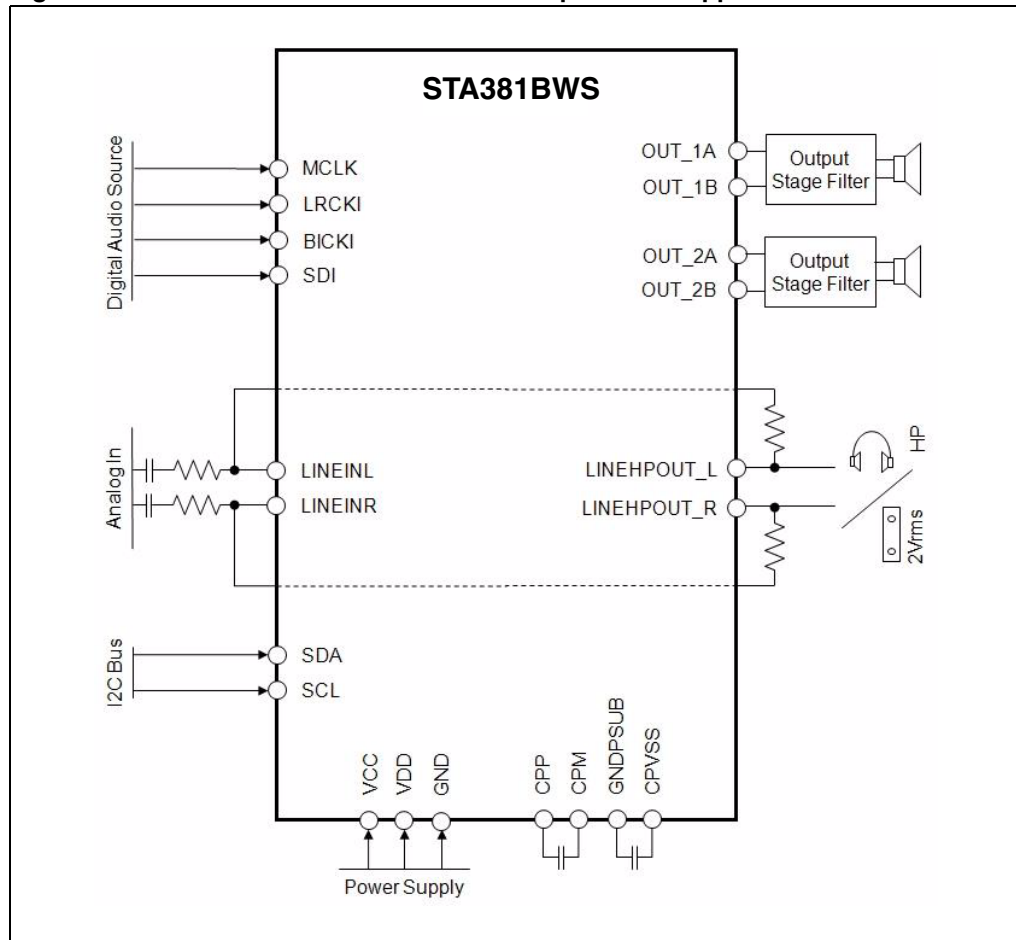 STA381BWS
Digital Audio Source
MCLK
LRCKI
BICKI
SDI
OUT_1A
OUT_1B
Output
Stage Filter
OUT_2A
OUT_2B
Output
Stage Filter
Analog In
LINEINL
LINEINR
LINEHPOUT_L
LINEHPOUT_R
HP
2Vrms
I2C Bus
SDA
SCL
VCC
VDD
GND
CPP
CPM
GNDPSUB
CPVSS
Power Supply